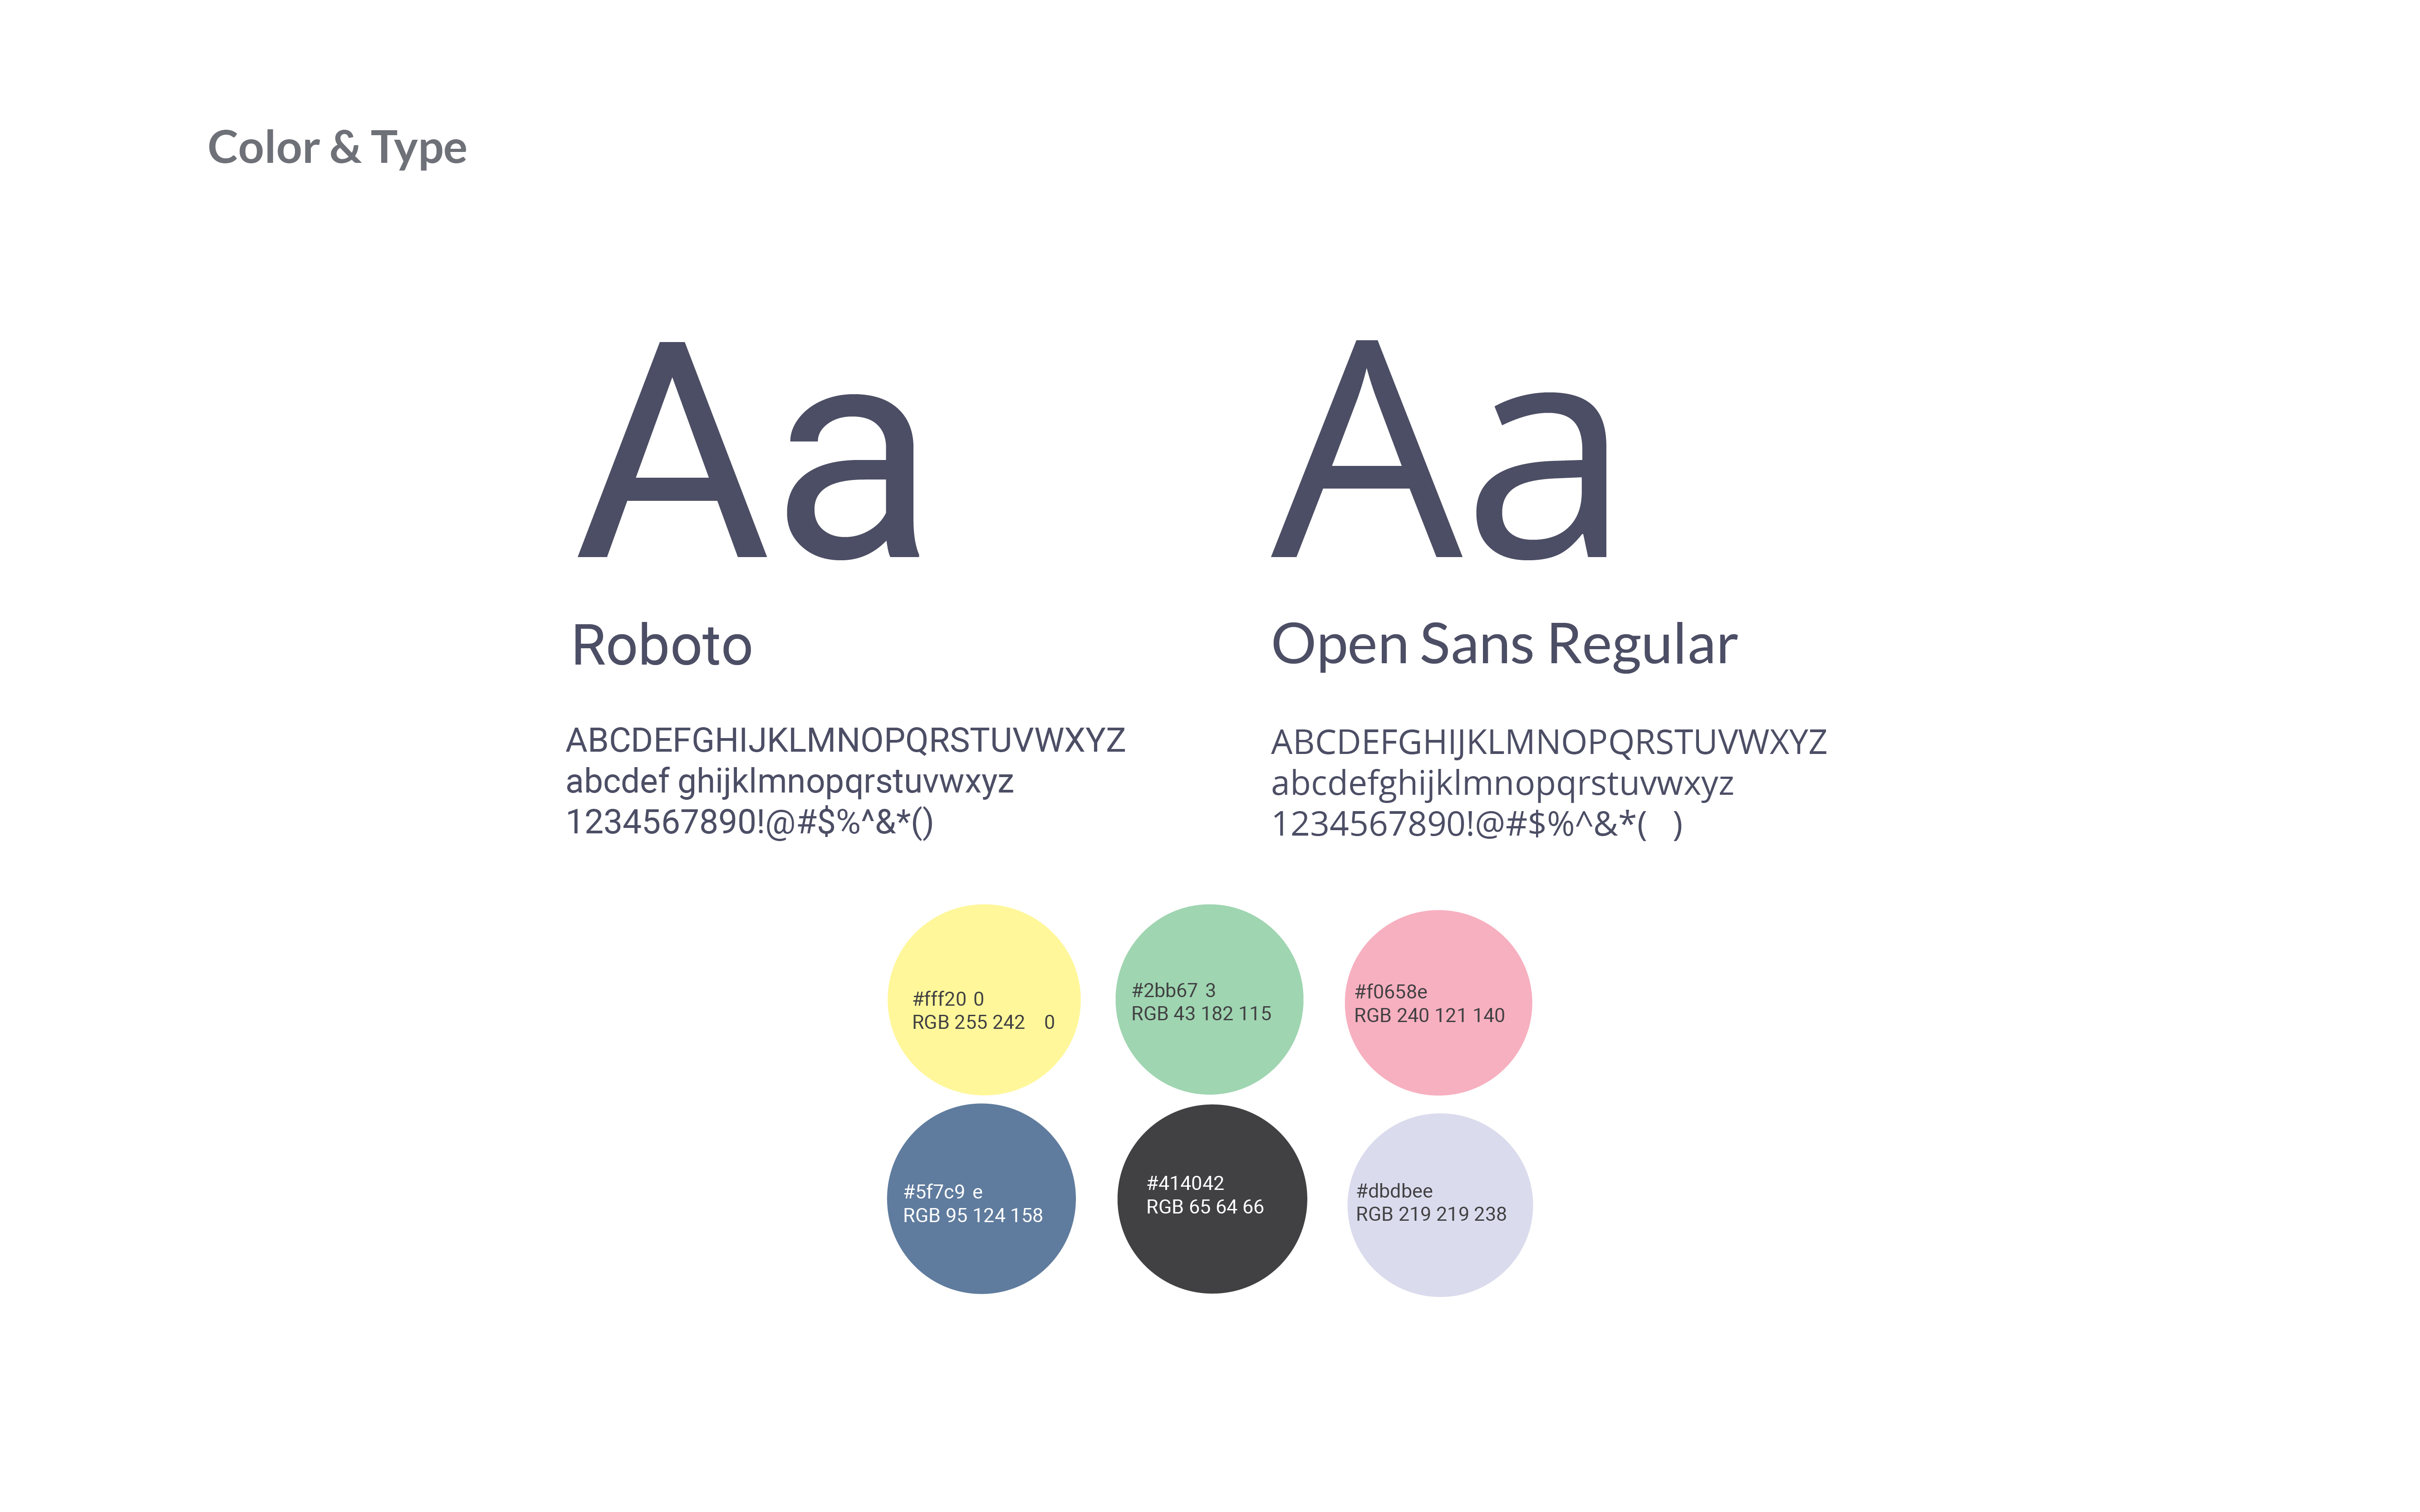 Color & Type
Aa
Aa
Roboto
Open Sans Regular
ABCDEFGHIJKLMNOPQRSTUVWXYZ
abcdef ghijklmnopqrstuvwxyz
1234567890!@#$%^&*()
ABCDEFGHIJKLMNOPQRSTUVWXYZ
abcdefghijklmnopqrstuvwxyz
1234567890!@#$%^&*( )
#fff20 0
RGB 255 242 0
#2bb67 3
RGB 43 182 115
#f0658e
RGB 240 121 140
#5f7c9 e
RGB 95 124 158
#414042
RGB 65 64 66
#dbdbee
RGB 219 219 238